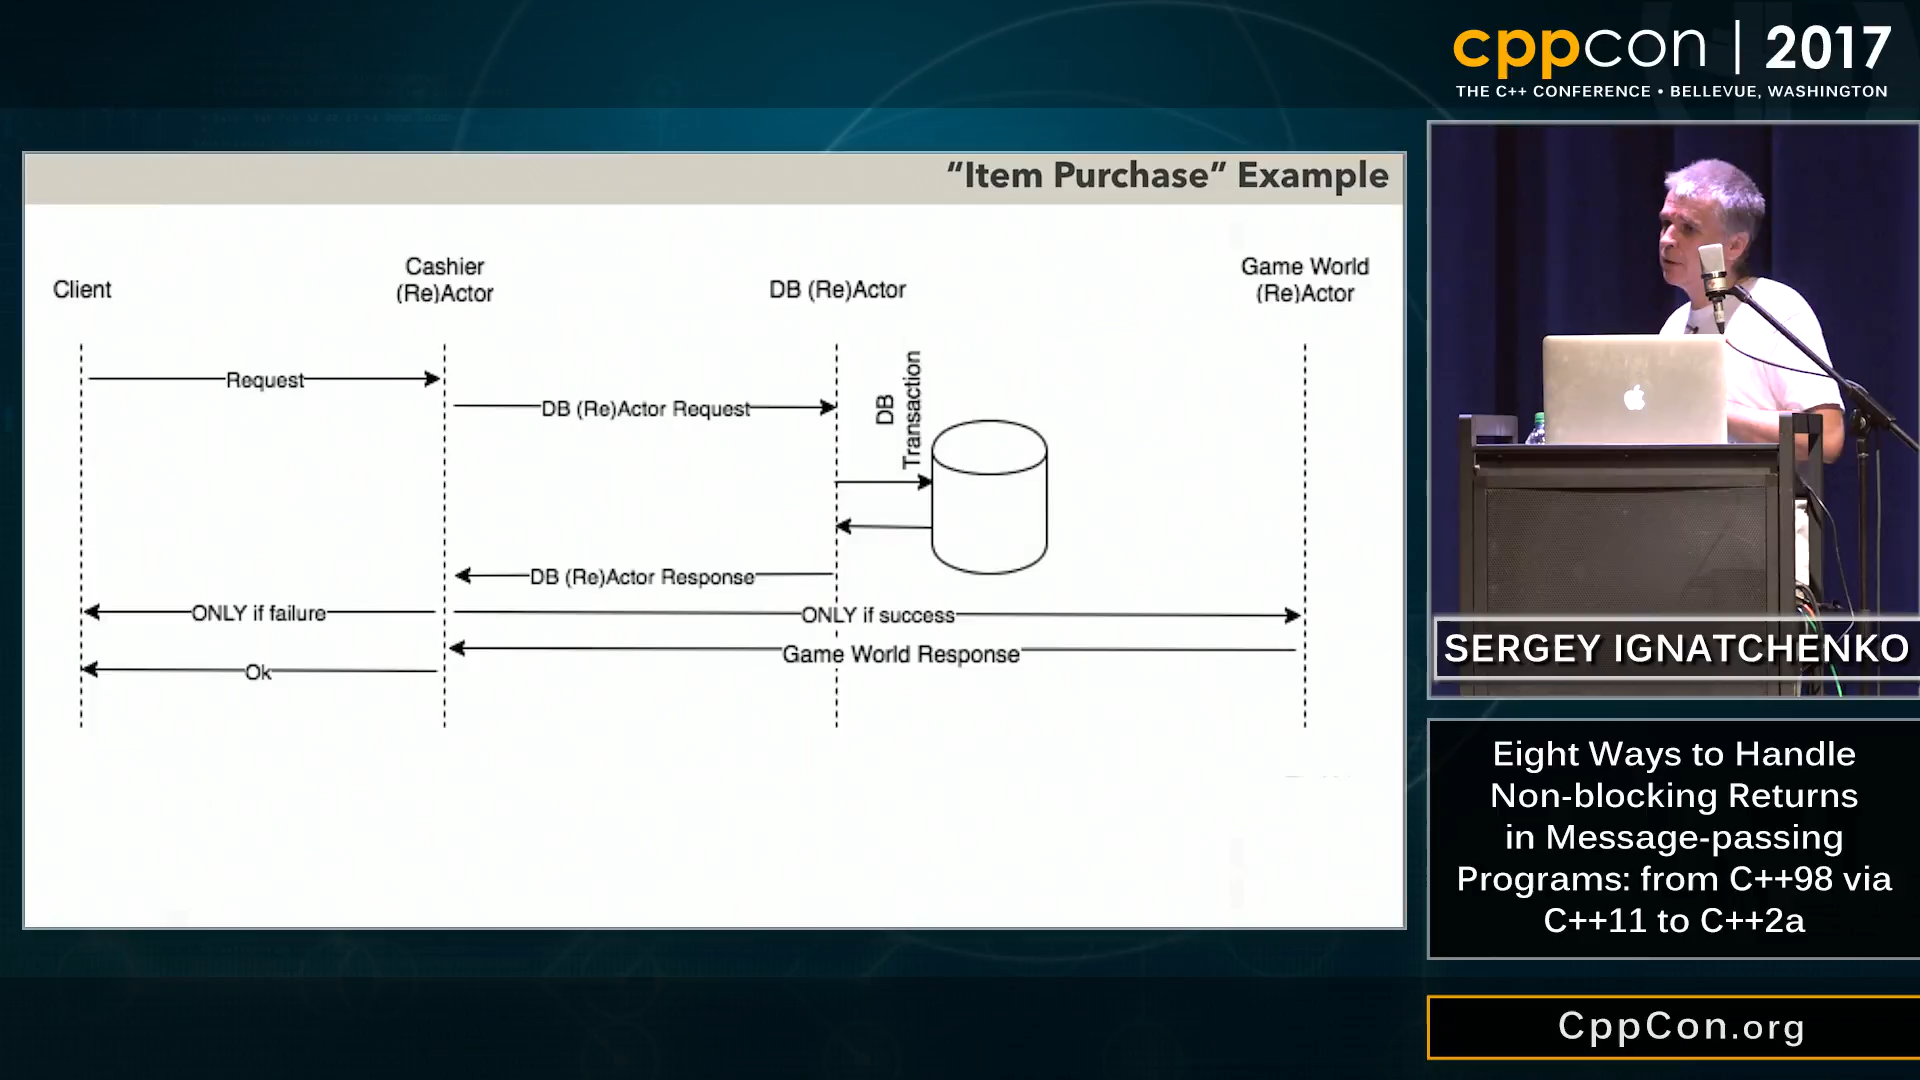 cppcon | 2017
THE C++ CONFERENCE • BELLEVUE, WASHINGTON
“Item Purchase” Example
Client
Cashier
(Re)Actor
DB (Re)Actor
Game World
(Re)Actor
Request
DB (Re)Actor Request
DB
Transaction
DB (Re)Actor Response
ONLY if failure
ONLY if success
Game World Response
Ok
SERGEY IGNATCHENKO
Eight Ways to Handle
Non-blocking Returns
in Message-passing
Programs: from C++98 via
C++11 to C++2a
CppCon.org